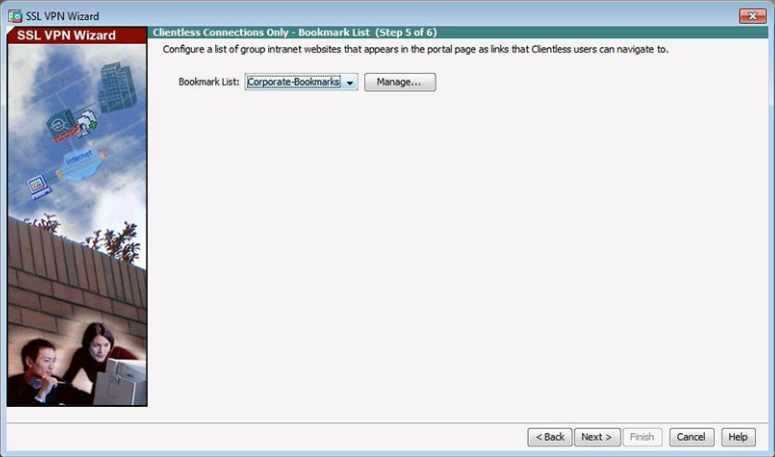 SSL VPN Wizard
SSL VPN Wizard
Clientless Connections Only - Bookmark List (Step 5 of 6)
Configure a list of group intranet websites that appears in the portal page as links that Clientless users can navigate to.
Bookmark List: Corporate-Bookmarks Manage...
Internet
< Back Next > Finish Cancel Help